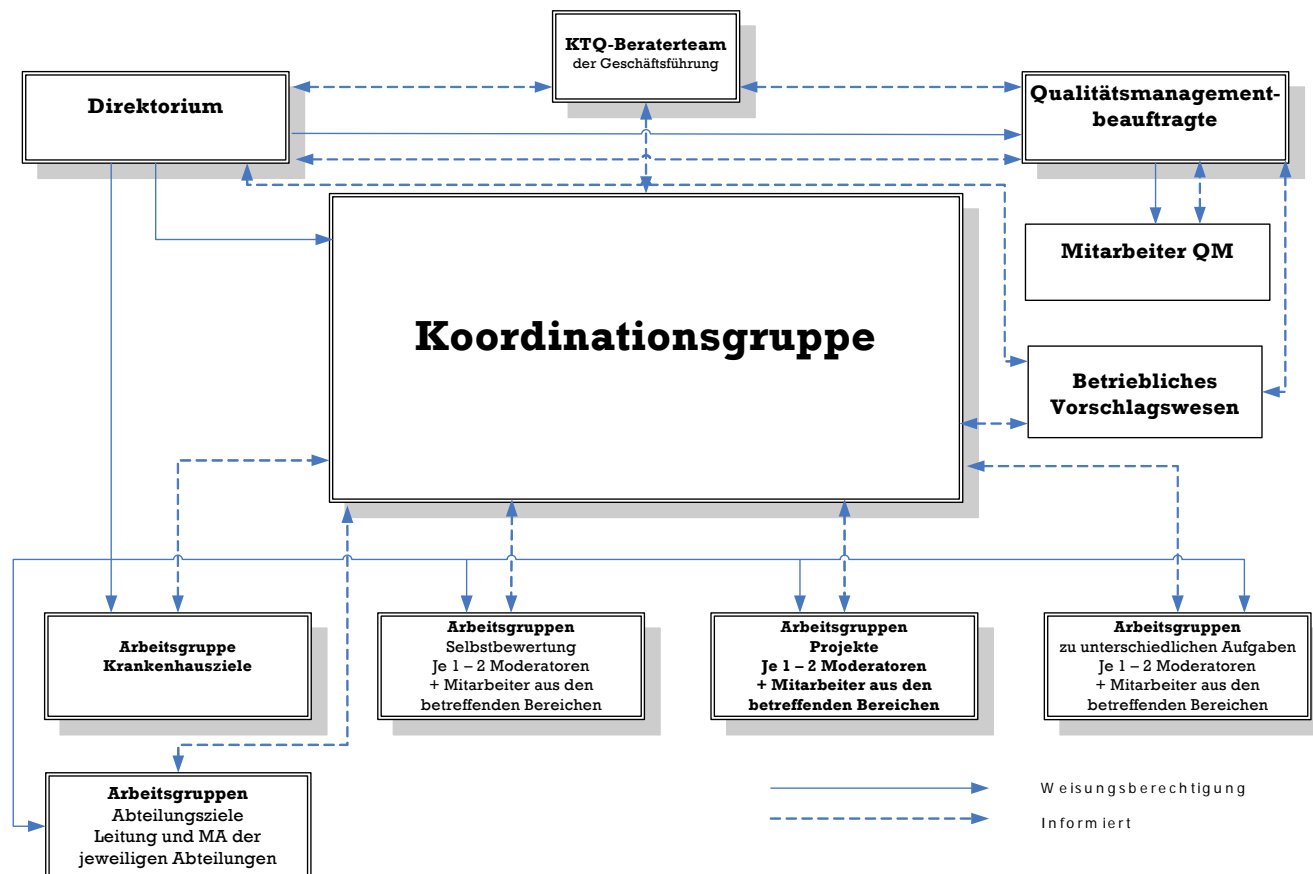 KTQ-Beraterteam
der Geschäftsführung
Direktorium
Qualitätsmanagement-
beauftragte
Mitarbeiter QM
Koordinationsgruppe
Betriebliches
Vorschlagswesen
Arbeitsgruppe
Krankenhausziele
Arbeitsgruppen
Selbstbewertung
Je 1 – 2 Moderatoren
+ Mitarbeiter aus den
betreffenden Bereichen
Arbeitsgruppen
Projekte
Je 1 – 2 Moderatoren
+ Mitarbeiter aus den
betreffenden Bereichen
Arbeitsgruppen
zu unterschiedlichen Aufgaben
Je 1 – 2 Moderatoren
+ Mitarbeiter aus den
betreffenden Bereichen
Arbeitsgruppen
Abteilungsziele
Leitung und MA der
jeweiligen Abteilungen
Weisungsberechtigung
Informiert